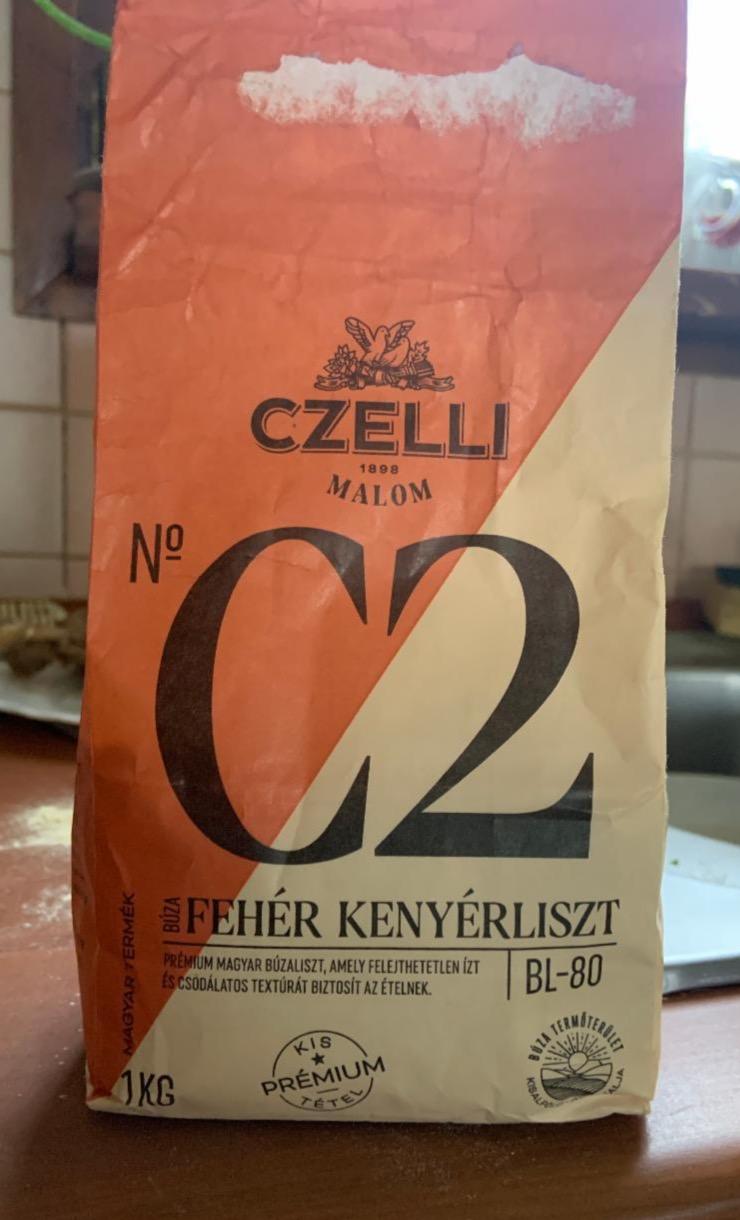 CZELLI
1898
MALOM
Nº
C2
BÚZA
FEHÉR KENYÉRLISZT
PRÉMIUM MAGYAR BÚZALISZT, AMELY FELEJTHETETLEN ÍZT
ÉS CSODÁLATOS TEXTÚRÁT BIZTOSÍT AZ ÉTELNEK.
BL-80
MAGYAR TERMÉK
1KG
KIS
PRÉMIUM
TÉTEL
BÚZA TERMŐTERÜLET